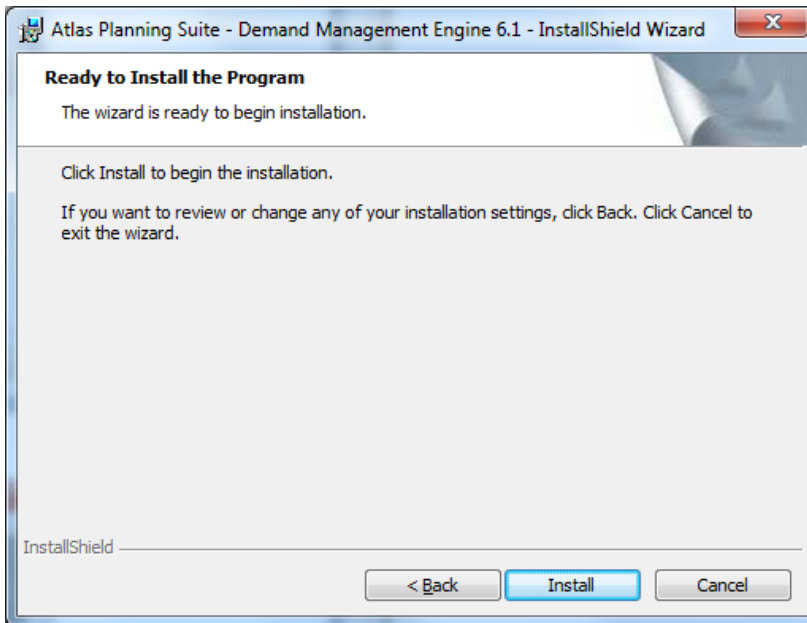 Atlas Planning Suite - Demand Management Engine 6.1 - InstallShield Wizard
Ready to Install the Program
The wizard is ready to begin installation.
Click Install to begin the installation.
If you want to review or change any of your installation settings, click Back. Click Cancel to
exit the wizard.
InstallShield
< Back
Install
Cancel